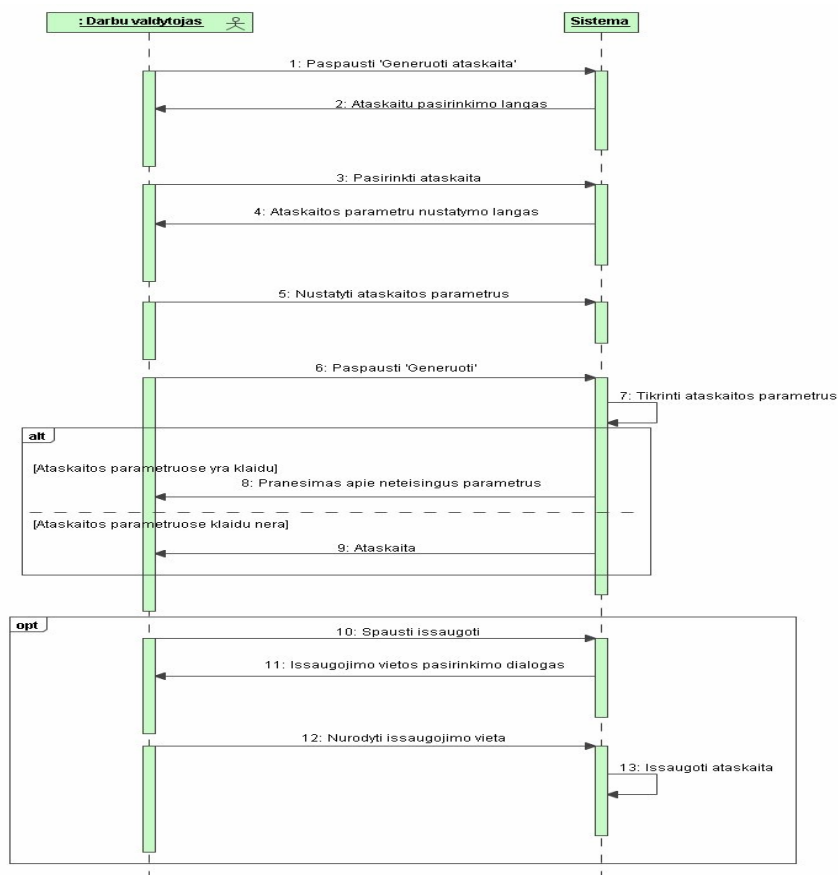 : Darbu valdytojas
Sistema
1: Paspausti 'Generuoti ataskaita'
2: Ataskaitu pasirinkimo langas
3: Pasirinkti ataskaita
4: Ataskaitos parametru nustatymo langas
5: Nustatyti ataskaitos parametrus
6: Paspausti 'Generuoti'
7: Tikrinti ataskaitos parametrus
alt
[Ataskaitos parametruose yra klaidu]
8: Pranesimas apie neteisingus parametrus
[Ataskaitos parametruose klaidu nera]
9: Ataskaita
opt
10: Spausti issaugoti
11: Issaugojimo vietos pasirinkimo dialogas
12: Nurodyti issaugojimo vieta
13: Issaugoti ataskaita